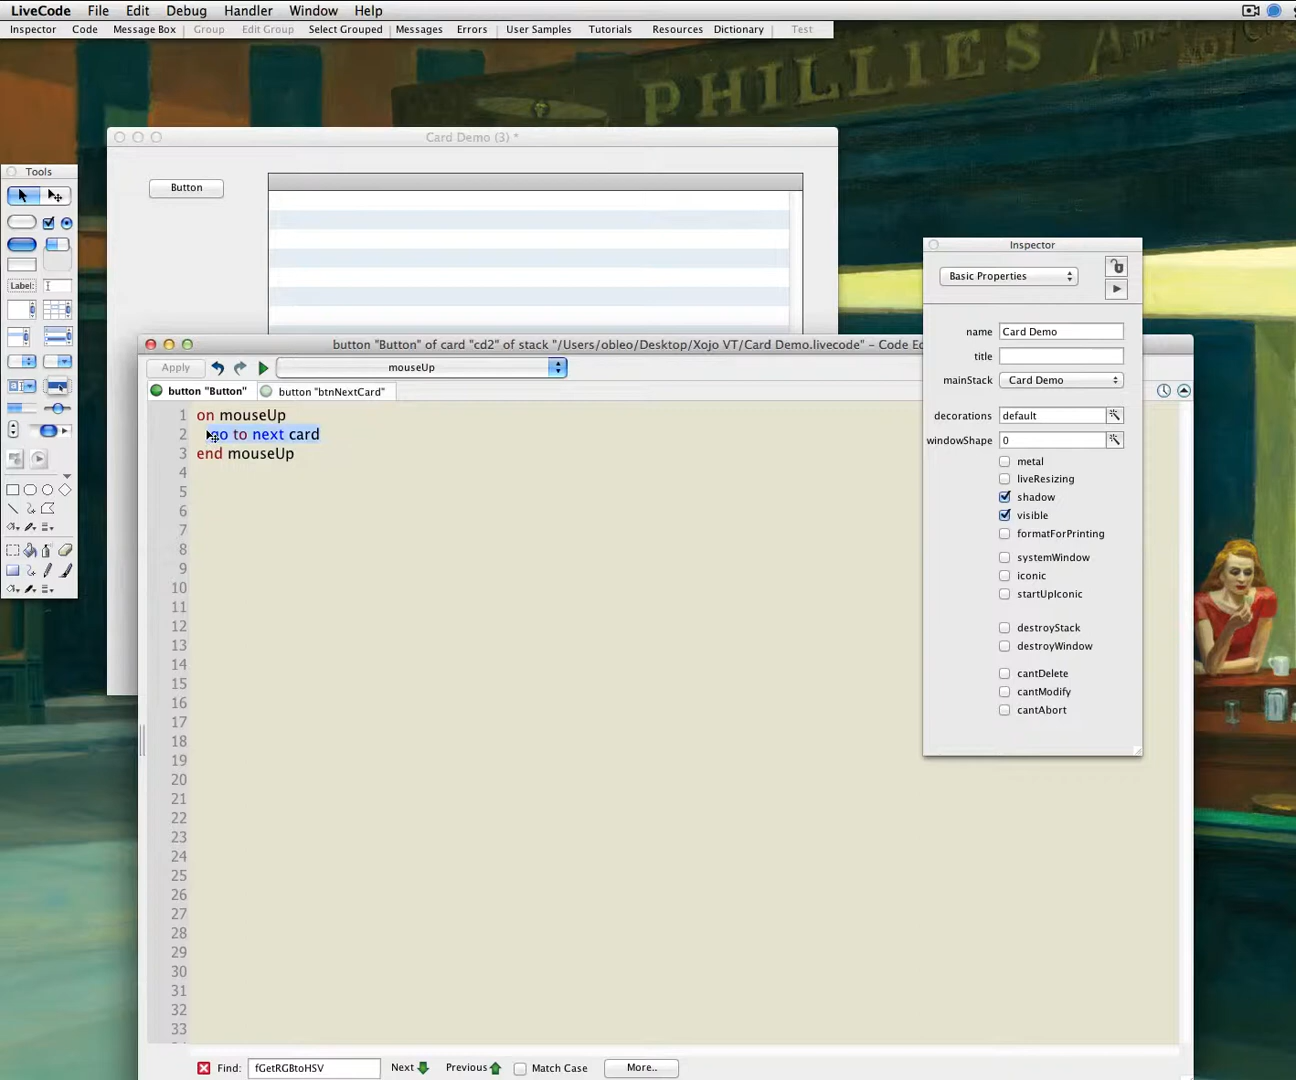 LiveCode File Edit Debug Handler Window Help
Inspector Code Message Box Group Edit Group Select Grouped Messages Errors User Samples Tutorials Resources Dictionary Test
PHILLIES
Card Demo (3) *
Tools
Button
Label:
Inspector
Basic Properties
name Card Demo
title
mainStack Card Demo
decorations default
windowShape 0
metal
liveResizing
shadow
visible
formatForPrinting
systemWindow
iconic
startUpIconic
destroyStack
destroyWindow
cantDelete
cantModify
cantAbort
button "Button" of card "cd2" of stack "/Users/obleo/Desktop/Xojo VT/Card Demo.livecode" – Code Ed
Apply mouseUp
button "Button" button "btnNextCard"
1 on mouseUp
2 go to next card
3 end mouseUp
4
5
6
7
8
9
10
11
12
13
14
15
16
17
18
19
20
21
22
23
24
25
26
27
28
29
30
31
32
33
Find: fGetRGBtoHSV Next Previous Match Case More..